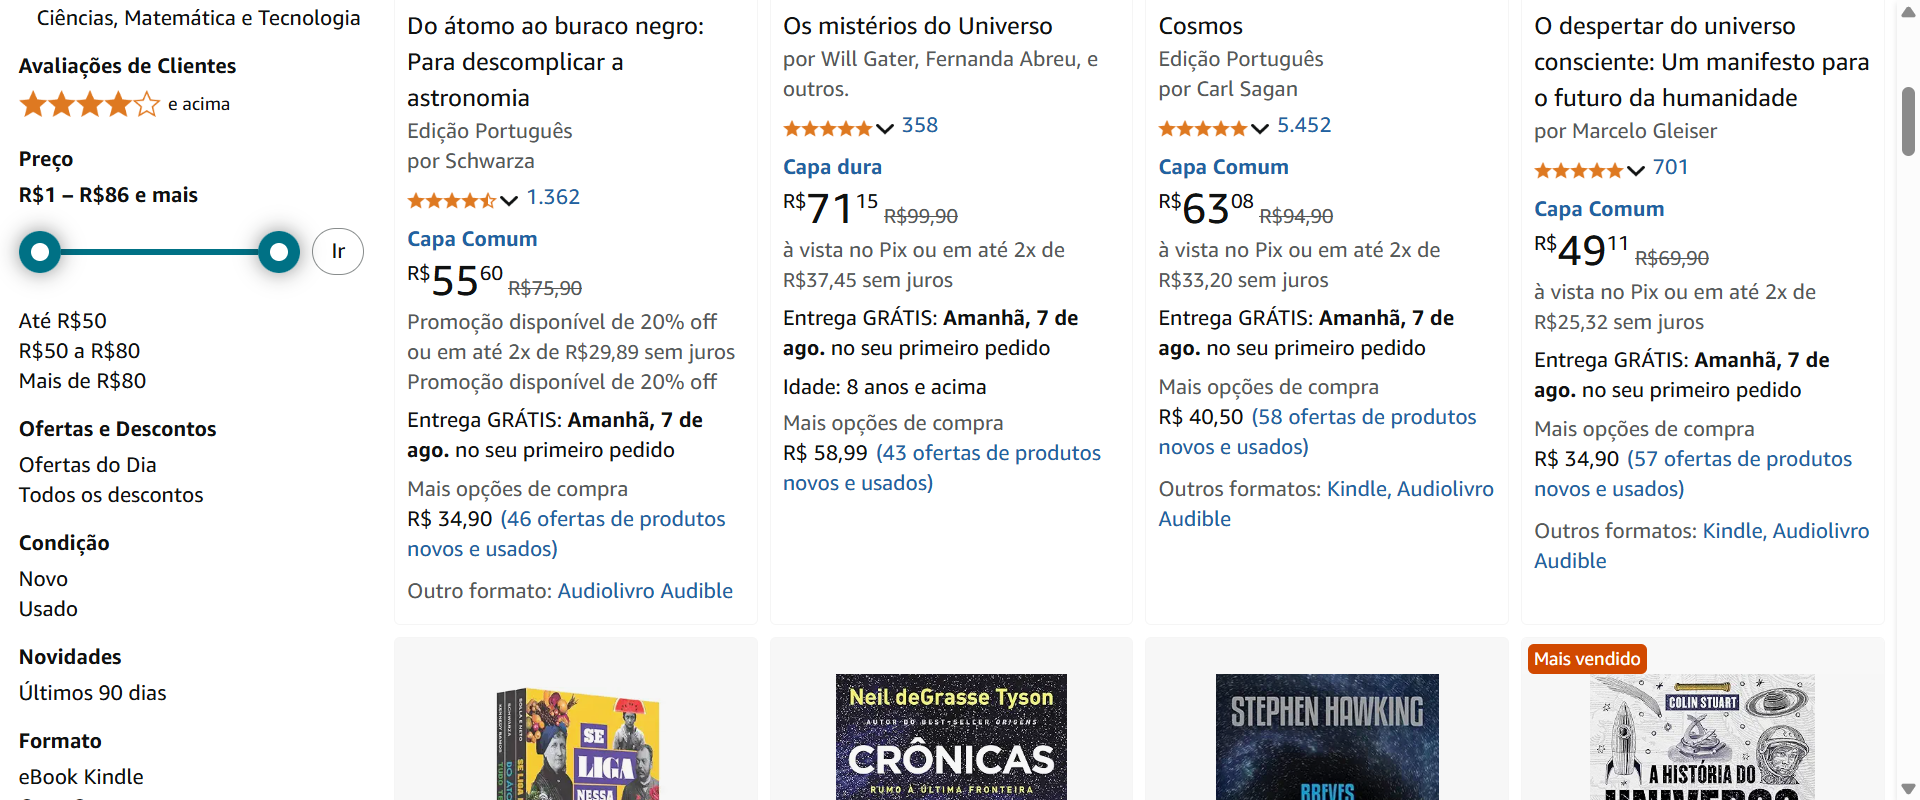 Ciências, Matemática e Tecnologia
Avaliações de Clientes
e acima
Preço
R$1 – R$86 e mais
Ir
Até R$50
R$50 a R$80
Mais de R$80
Ofertas e Descontos
Ofertas do Dia
Todos os descontos
Condição
Novo
Usado
Novidades
Últimos 90 dias
Formato
eBook Kindle
Do átomo ao buraco negro:
Para descomplicar a
astronomia
Edição Português
por Schwarza
1.362
Capa Comum
R$5560 R$75,90
Promoção disponível de 20% off
ou em até 2x de R$29,89 sem juros
Promoção disponível de 20% off
Entrega GRÁTIS: Amanhã, 7 de
ago. no seu primeiro pedido
Mais opções de compra
R$ 34,90 (46 ofertas de produtos
novos e usados)
Outro formato: Audiolivro Audible
Os mistérios do Universo
por Will Gater, Fernanda Abreu, e
outros.
358
Capa dura
R$7115 R$99,90
à vista no Pix ou em até 2x de
R$37,45 sem juros
Entrega GRÁTIS: Amanhã, 7 de
ago. no seu primeiro pedido
Idade: 8 anos e acima
Mais opções de compra
R$ 58,99 (43 ofertas de produtos
novos e usados)
Cosmos
Edição Português
por Carl Sagan
5.452
Capa Comum
R$6308 R$94,90
à vista no Pix ou em até 2x de
R$33,20 sem juros
Entrega GRÁTIS: Amanhã, 7 de
ago. no seu primeiro pedido
Mais opções de compra
R$ 40,50 (58 ofertas de produtos
novos e usados)
Outros formatos: Kindle, Audiolivro
Audible
O despertar do universo
consciente: Um manifesto para
o futuro da humanidade
por Marcelo Gleiser
701
Capa Comum
R$4911 R$69,90
à vista no Pix ou em até 2x de
R$25,32 sem juros
Entrega GRÁTIS: Amanhã, 7 de
ago. no seu primeiro pedido
Mais opções de compra
R$ 34,90 (57 ofertas de produtos
novos e usados)
Outros formatos: Kindle, Audiolivro
Audible
SE
LIGA
NESSA
Neil deGrasse Tyson
AUTOR DO BEST-SELLER ORIGENS
CRÔNICAS
RUMO À ÚLTIMA FRONTEIRA
STEPHEN HAWKING
BREVES
Mais vendido
COLIN STUART
A HISTÓRIA DO
UNIVERSO